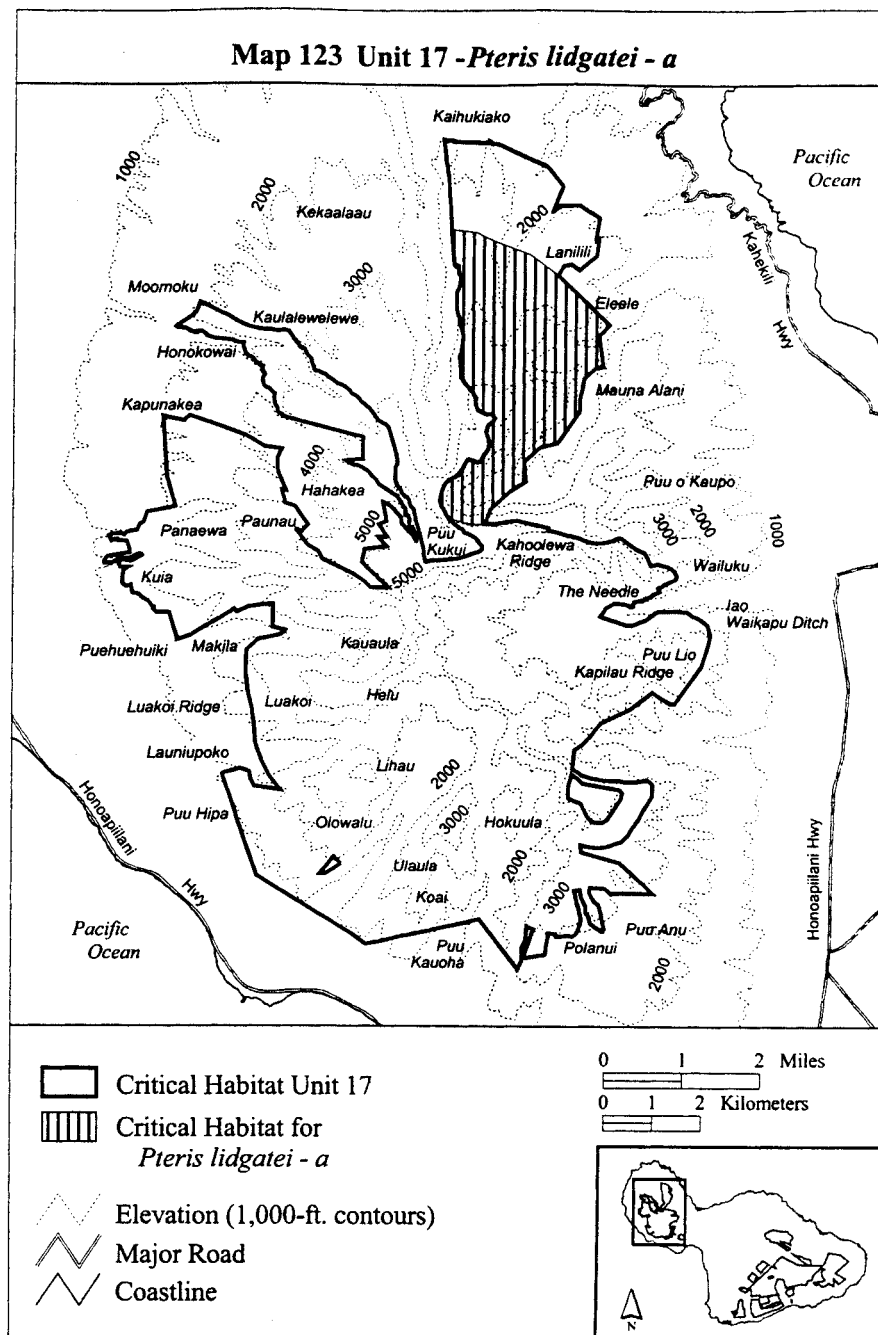 Map 123 Unit 17 - Pteris lidgatei - a
Kaihukiako
Pacific
Ocean
1000
2000
Kekaalaau
2000
Lanilili
Kahekili
Hwy
3000
Moomoku
Kaulalewelewe
Eleele
Honokowai
Mauna Alani
Kapunakea
4000
Hahakea
Puu o Kaupo
Panaewa
Paunau
5000
Puu
Kukui
Kahoolewa
Ridge
3000
2000
1000
Wailuku
Kuia
5000
The Needle
Iao
Waikapu Ditch
Puehuehuiki
Makila
Kauaula
Puu Lio
Kapilau Ridge
Luakoi Ridge
Luakoi
Helu
Launiupoko
Lihau
2000
Puu Hipa
Olowalu
3000
Hokuula
Honoapiilani
Hwy
Ulaula
2000
Honoapiilani Hwy
Koai
3000
Pacific
Ocean
Puu
Kauoha
Polanui
Puu Anu
2000
Critical Habitat Unit 17
Critical Habitat for
Pteris lidgatei - a
Elevation (1,000-ft. contours)
Major Road
Coastline
0 1 2 Miles
0 1 2 Kilometers
N